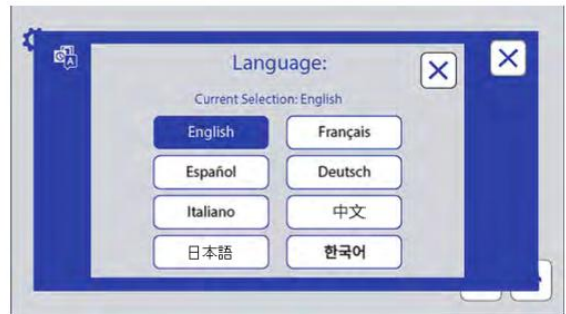 Language:
Current Selection: English
English
Français
Español
Deutsch
Italiano
中文
日本語
한국어